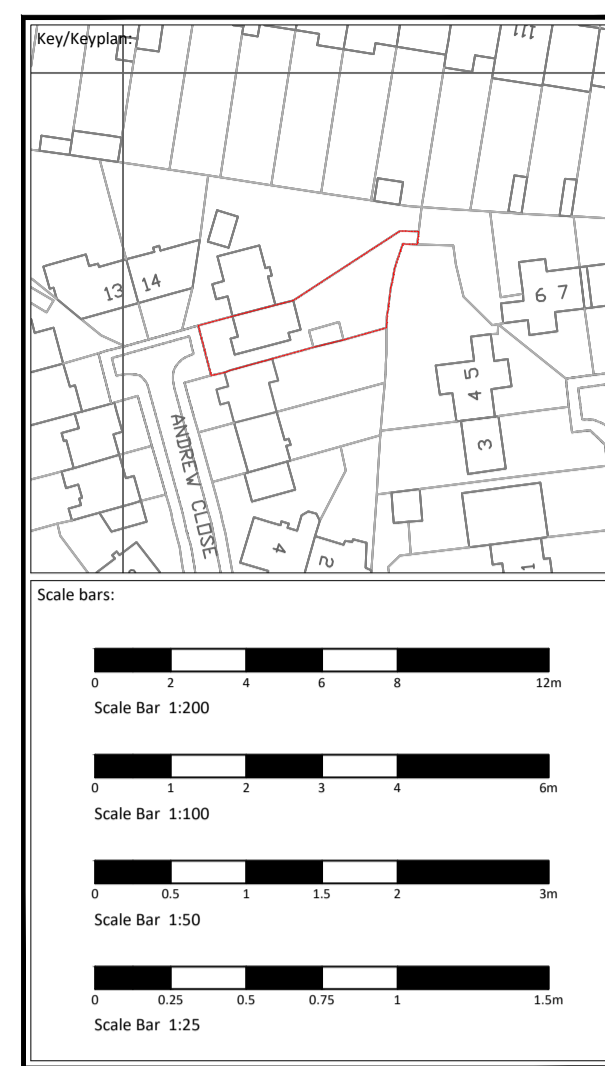 Key/Keyplan:
111
13 14
6 7
5
4
3
ANDREW CLOSE
4
2
1
Scale bars:
0 2 4 6 8 12m
Scale Bar 1:200
0 1 2 3 4 6m
Scale Bar 1:100
0 0.5 1 1.5 2 3m
Scale Bar 1:50
0 0.25 0.5 0.75 1 1.5m
Scale Bar 1:25